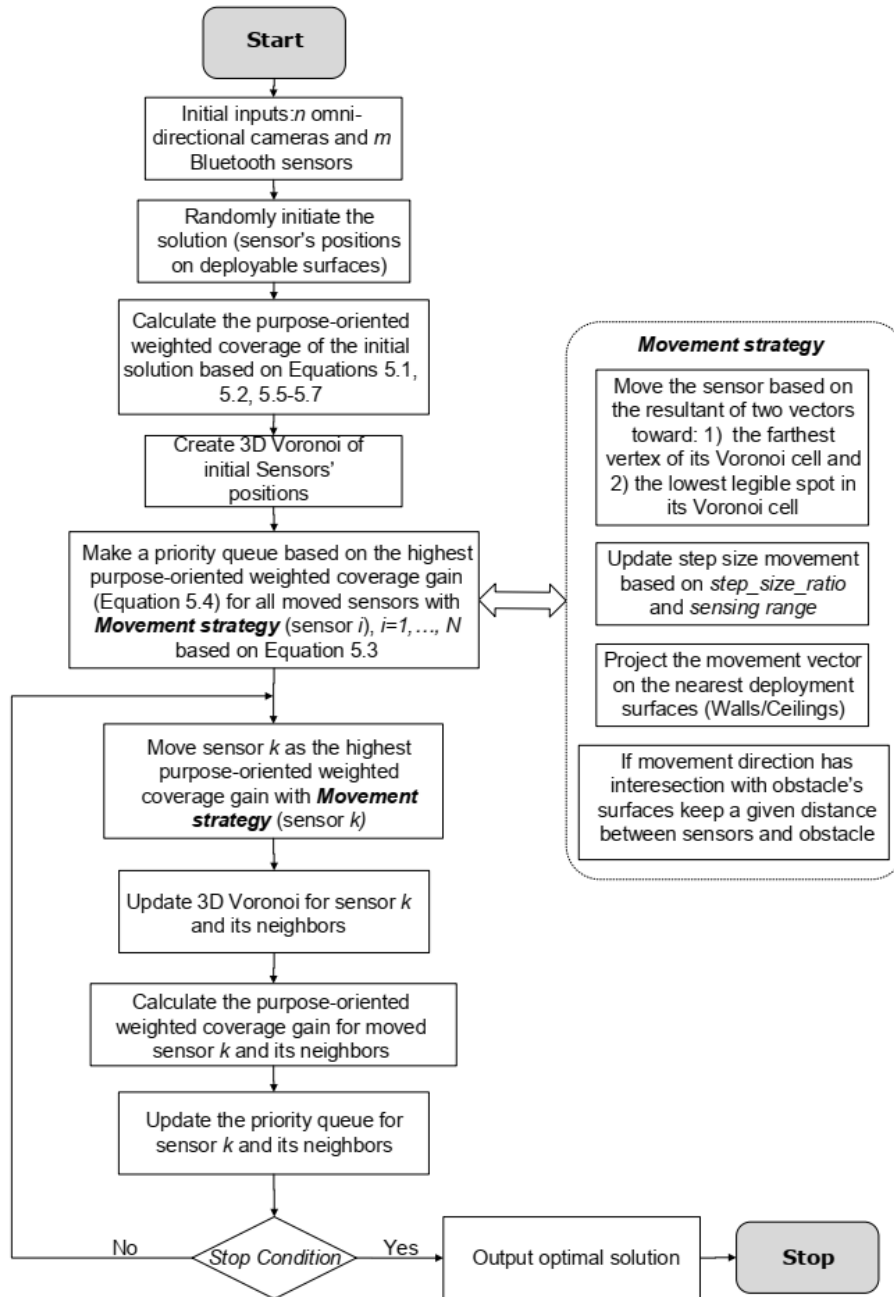 Start
Initial inputs:n omni-
directional cameras and m
Bluetooth sensors
Randomly initiate the
solution (sensor's positions
on deployable surfaces)
Calculate the purpose-oriented
weighted coverage of the initial
solution based on Equations 5.1,
5.2, 5.5-5.7
Create 3D Voronoi of
initial Sensors'
positions
Make a priority queue based on the highest
purpose-oriented weighted coverage gain
(Equation 5.4) for all moved sensors with
Movement strategy (sensor i), i=1,…, N
based on Equation 5.3
Move sensor k as the highest
purpose-oriented weighted
coverage gain with Movement
strategy (sensor k)
Update 3D Voronoi for sensor k
and its neighbors
Calculate the purpose-oriented
weighted coverage gain for moved
sensor k and its neighbors
Update the priority queue for
sensor k and its neighbors
No
Stop Condition
Yes
Output optimal solution
Stop
Movement strategy
Move the sensor based on
the resultant of two vectors
toward: 1) the farthest
vertex of its Voronoi cell and
2) the lowest legible spot in
its Voronoi cell
Update step size movement
based on step_size_ratio
and sensing range
Project the movement vector
on the nearest deployment
surfaces (Walls/Ceilings)
If movement direction has
interesection with obstacle's
surfaces keep a given distance
between sensors and obstacle